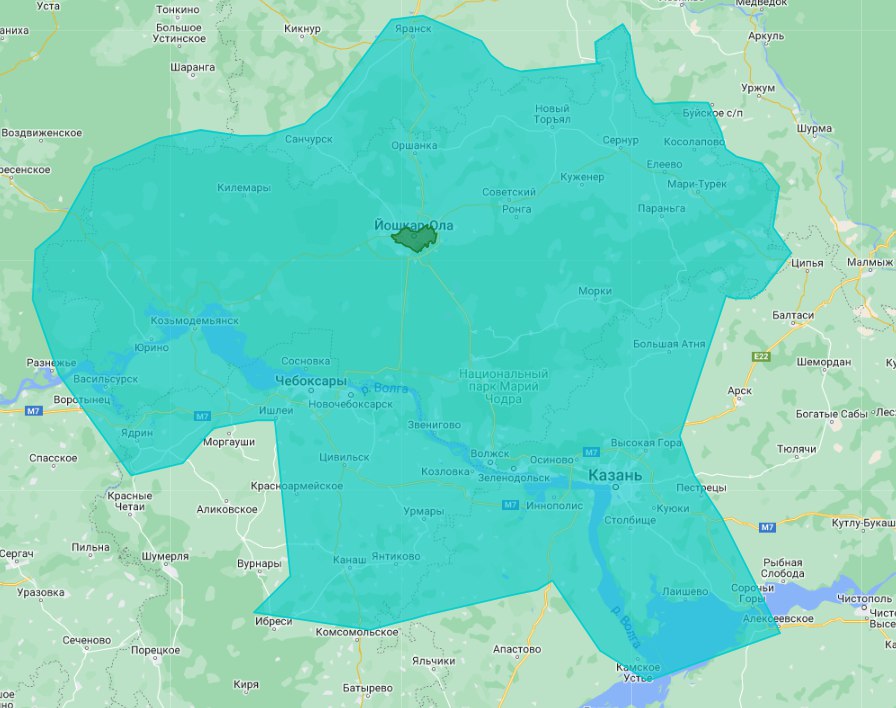 Уста
Тонкино
Большое
Устинское
Кикнур
Яранск
Медведок
Аркуль
Шаранга
Уржум
Новый
Торъял
Буйское с/п
Шурма
Воздвиженское
Санчурск
Оршанка
Сернур
Косолапово
Елеево
Куженер
Мари-Турек
Килемары
Советский
Ронга
Параньга
Йошкар-Ола
Ципья
Малмыж
Морки
Балтаси
Козьмодемьянск
Юрино
Большая Атня
E22
Сосновка
Разнежье
Национальный
парк Марий
Чодра
Шемордан
Васильсурск
Чебоксары
р. Волга
Арск
Воротынец
M7
M7
Ишлеи
Новочебоксарск
Богатые Сабы
Звенигово
Ядрин
Моргауши
Высокая Гора
Тюлячи
Спасское
Цивильск
Волжск
Осиново
M7
Козловка
Зеленодольск
Казань
Красноармейское
Пестрецы
Красные
Четаи
Аликовское
Урмары
M7
Иннополис
Кукюи
Столбище
M7
Кутлу-Букаш
Сергач
Пильна
Шумерля
Вурнары
Канаш
Янтиково
Рыбная
Слобода
Уразовка
Лаишево
Сорочьи
Горы
Чистополь
Ибреси
Комсомольское
р. Волга
Алексеевское
Сеченово
Порецкое
Яльчики
Апастово
Камское
Устье
Киря
Батырево